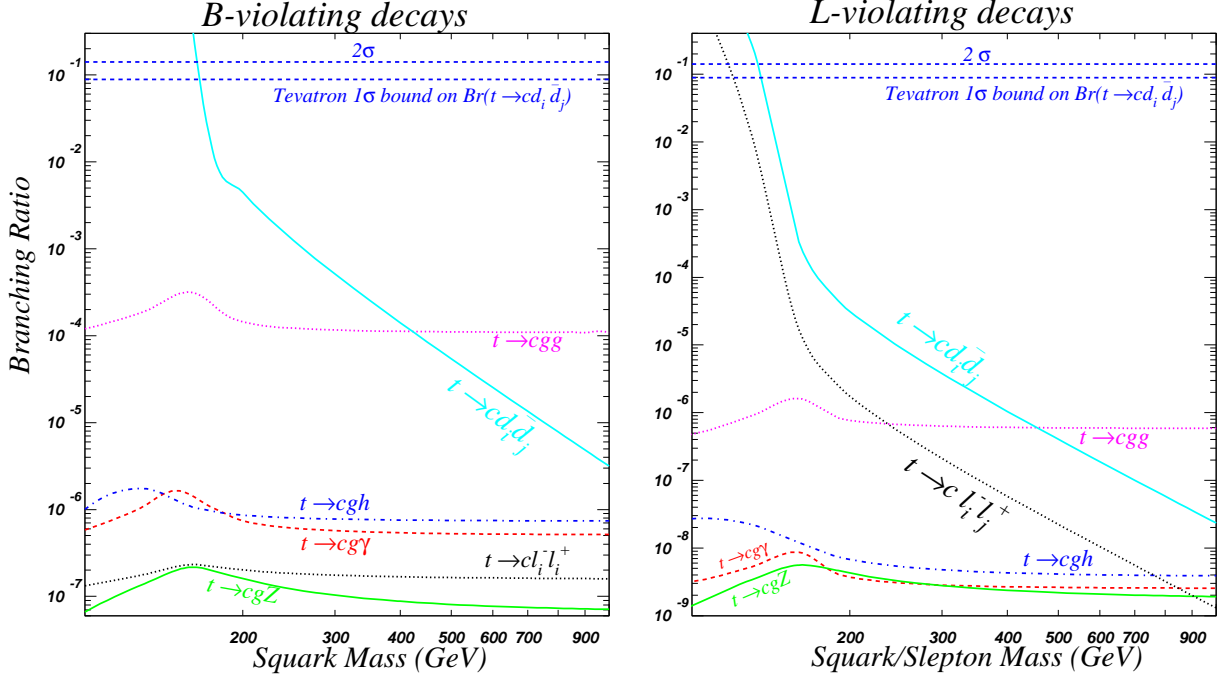 B-violating decays
10⁻¹
10⁻²
10⁻³
10⁻⁴
10⁻⁵
10⁻⁶
10⁻⁷
Branching Ratio
2σ
Tevatron 1σ bound on Br(t→cd_i d̄_j)
t→cgg
t→cd_i d̄_j
t→cgh
t→cgγ
t→cl_i⁻l_i⁺
t→cgZ
200 300 400 500 600 700 900
Squark Mass (GeV)
L-violating decays
1
10⁻¹
10⁻²
10⁻³
10⁻⁴
10⁻⁵
10⁻⁶
10⁻⁷
10⁻⁸
10⁻⁹
2 σ
Tevatron 1σ bound on Br(t→cd_i d̄_j)
t→cd_i d̄_j
t→cgg
t→c l_i⁻l_j⁺
t→cgγ
t→cgh
t→cgZ
200 300 400 500 600 700 900
Squark/Slepton Mass (GeV)